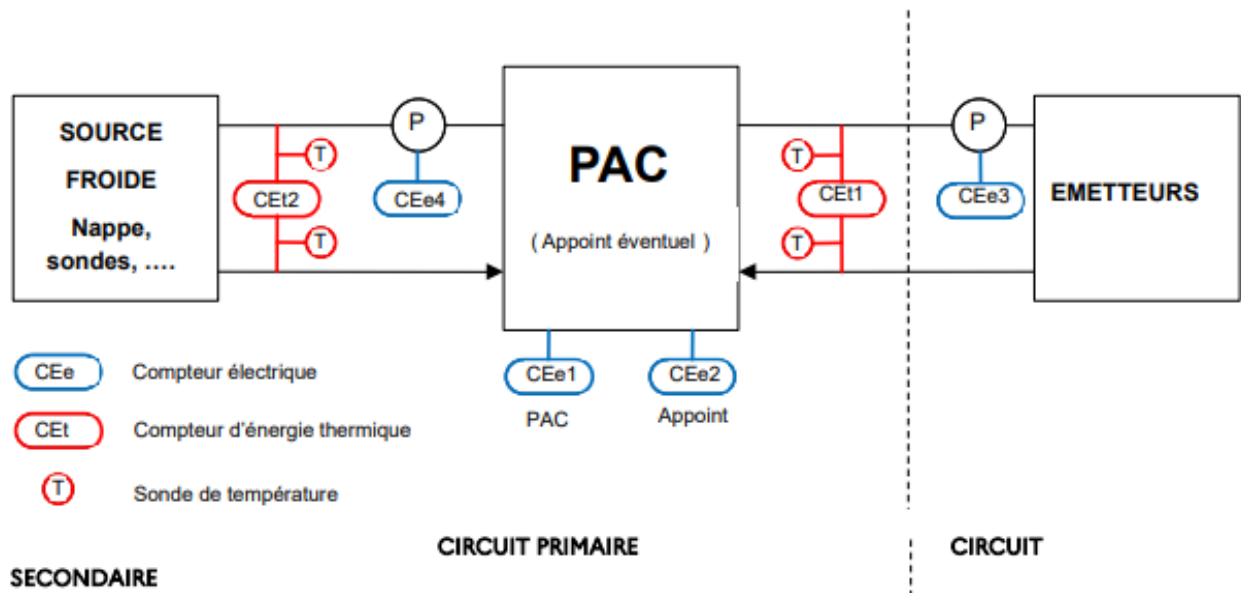 SOURCE
FROIDE
Nappe,
sondes, ....
T
CEt2
T
P
CEe4
PAC
( Appoint éventuel )
T
CEt1
T
P
CEe3
EMETTEURS
CEe1
PAC
CEe2
Appoint
CEe Compteur électrique
CEt Compteur d'énergie thermique
T Sonde de température
CIRCUIT PRIMAIRE CIRCUIT
SECONDAIRE